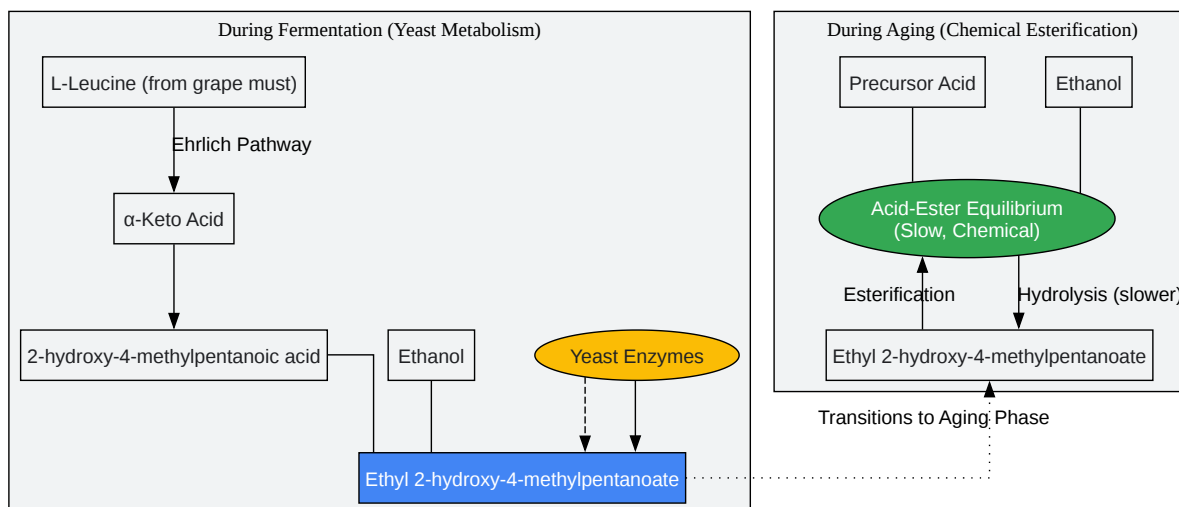 During Fermentation (Yeast Metabolism)
L-Leucine (from grape must)
Ehrlich Pathway
α-Keto Acid
2-hydroxy-4-methylpentanoic acid
Ethanol
Yeast Enzymes
Ethyl 2-hydroxy-4-methylpentanoate
During Aging (Chemical Esterification)
Precursor Acid
Ethanol
Acid-Ester Equilibrium
(Slow, Chemical)
Esterification
Hydrolysis (slower)
Ethyl 2-hydroxy-4-methylpentanoate
Transitions to Aging Phase